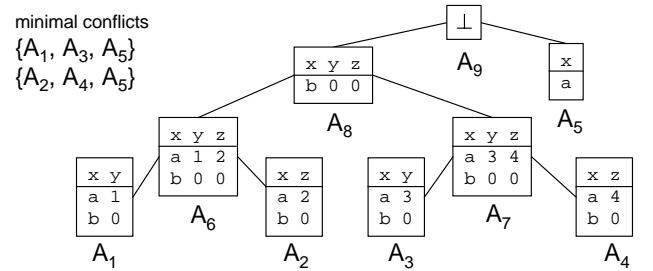 minimal conflicts
{A1, A3, A5}
{A2, A4, A5}
⊥
A9
x y z
b 0 0
A8
x
a
A5
x y z
a 1 2
b 0 0
A6
x y z
a 3 4
b 0 0
A7
x y
a 1
b 0
A1
x z
a 2
b 0
A2
x y
a 3
b 0
A3
x z
a 4
b 0
A4